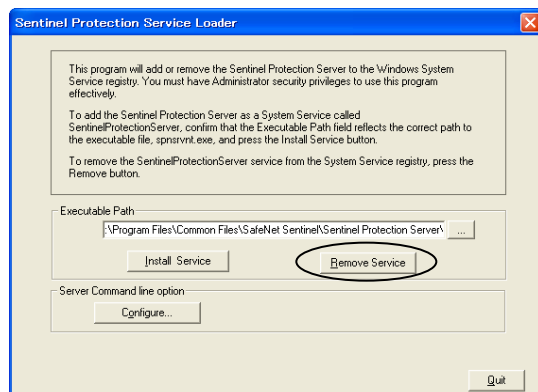 Sentinel Protection Service Loader
This program will add or remove the Sentinel Protection Server to the Windows System
Service registry. You must have Administrator security privileges to use this program
effectively.
To add the Sentinel Protection Server as a System Service called
SentinelProtectionServer, confirm that the Executable Path field reflects the correct path to
the executable file, spnsrvnt.exe, and press the Install Service button.
To remove the SentinelProtectionServer service from the System Service registry, press the
Remove button.
Executable Path
:\Program Files\Common Files\SafeNet Sentinel\Sentinel Protection Server\
...
Install Service
Remove Service
Server Command line option
Configure...
Quit